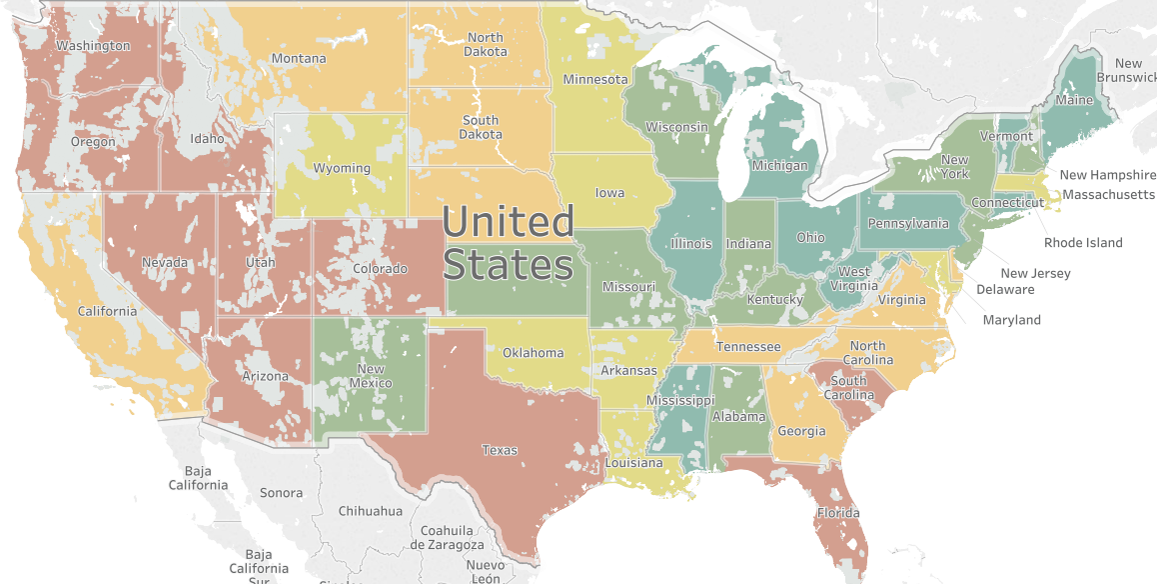 Washington
Montana
North
Dakota
Minnesota
New
Brunswick
Maine
Oregon
Idaho
South
Dakota
Wisconsin
Vermont
Wyoming
Michigan
New
York
New Hampshire
Iowa
Massachusetts
Connecticut
United
States
Pennsylvania
Illinois
Indiana
Ohio
Rhode Island
Nevada
Utah
Colorado
West
Virginia
New Jersey
Missouri
Delaware
Kentucky
Virginia
California
Maryland
Tennessee
North
Carolina
Oklahoma
Arkansas
Arizona
New
Mexico
South
Carolina
Mississippi
Alabama
Georgia
Texas
Louisiana
Baja
California
Sonora
Chihuahua
Florida
Coahuila
de Zaragoza
Baja
California
Sur
Nuevo
León